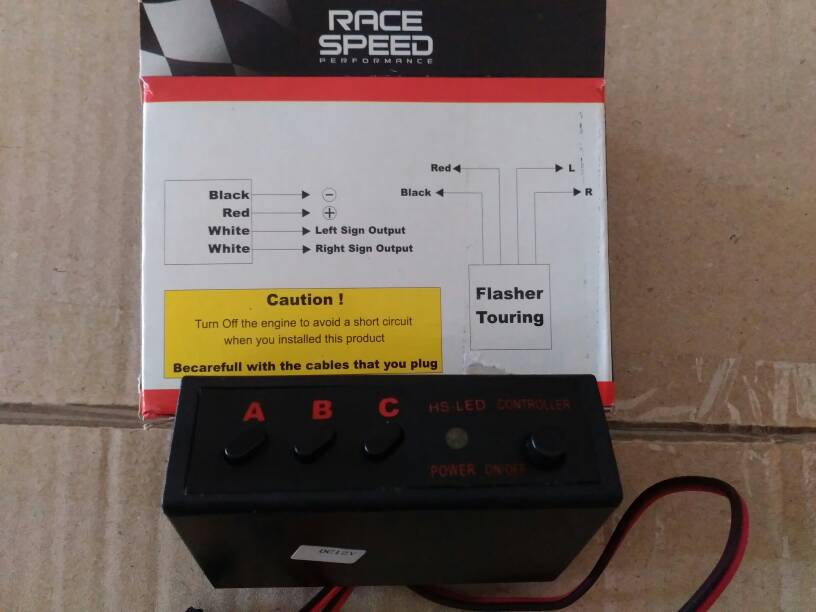 RACE
SPEED
PERFORMANCE
Black
Red
White Left Sign Output
White Right Sign Output
Red L
Black R
Flasher
Touring
Caution !
Turn Off the engine to avoid a short circuit
when you installed this product
Becarefull with the cables that you plug
A B C HS-LED CONTROLLER
POWER ON-OFF
DC12V